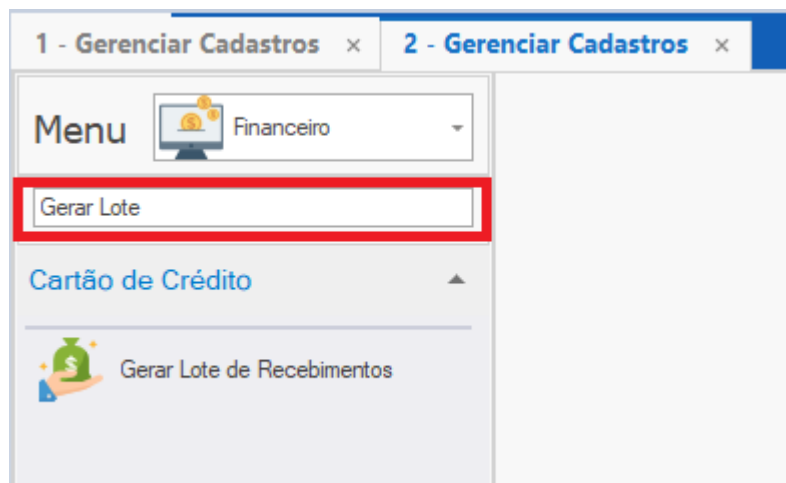 1 - Gerenciar Cadastros × 2 - Gerenciar Cadastros ×
Menu Financeiro
Gerar Lote
Cartão de Crédito
Gerar Lote de Recebimentos